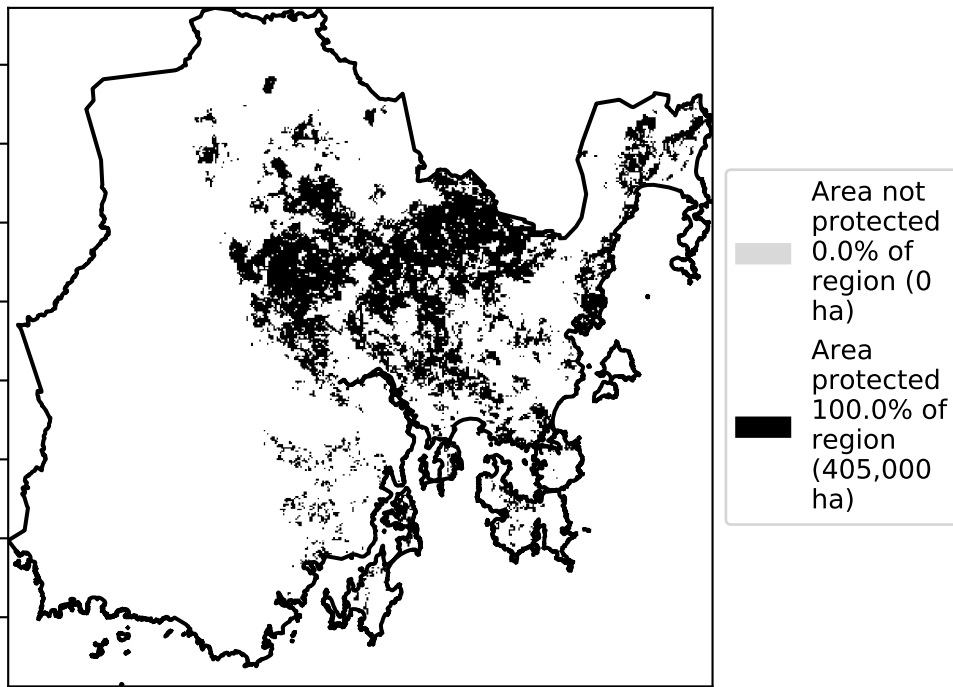 Area not
protected
0.0% of
region (0
ha)
Area
protected
100.0% of
region
(405,000
ha)